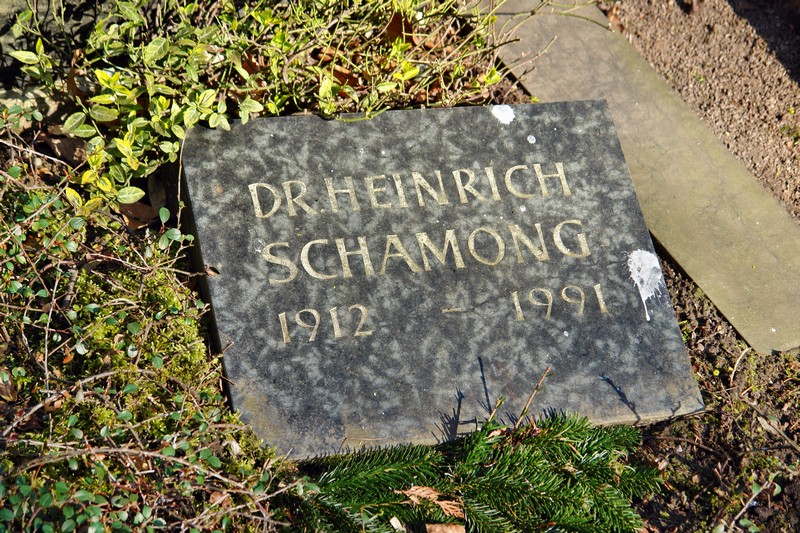 DR. HEINRICH
SCHAMONG
1912 – 1991